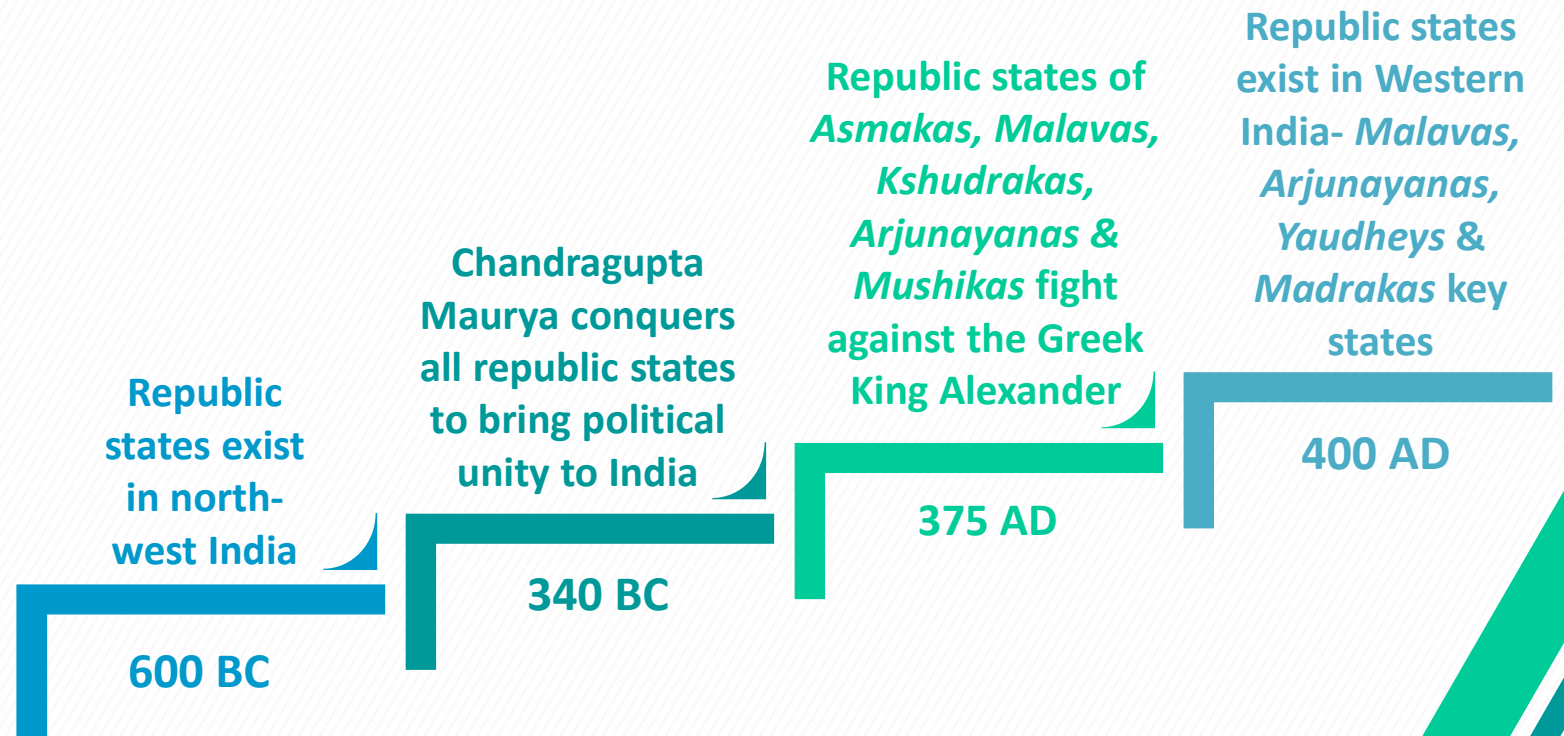 Republic
states exist
in north-
west India
600 BC
Chandragupta
Maurya conquers
all republic states
to bring political
unity to India
340 BC
Republic states of
Asmakas, Malavas,
Kshudrakas,
Arjunayanas &
Mushikas fight
against the Greek
King Alexander
375 AD
Republic states
exist in Western
India- Malavas,
Arjunayanas,
Yaudheys &
Madrakas key
states
400 AD